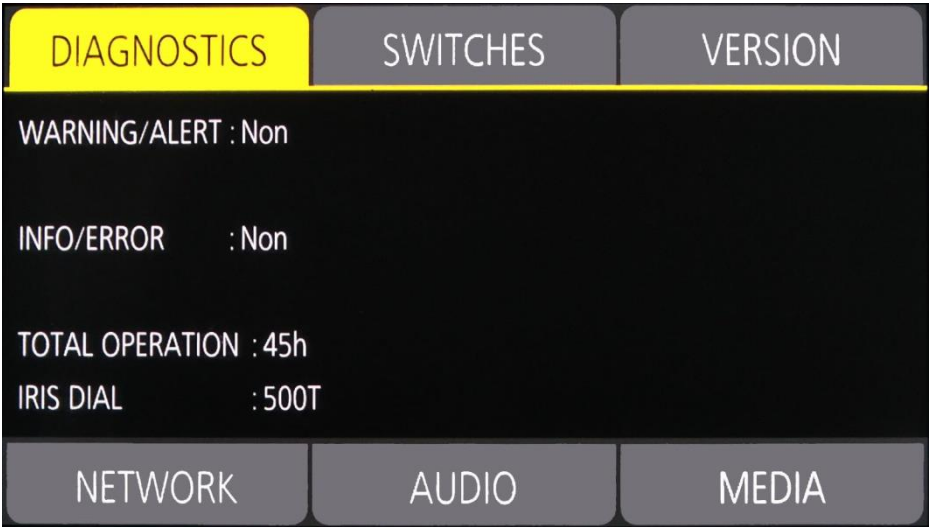 DIAGNOSTICS SWITCHES VERSION
WARNING/ALERT : Non
INFO/ERROR : Non
TOTAL OPERATION : 45h
IRIS DIAL : 500T
NETWORK AUDIO MEDIA